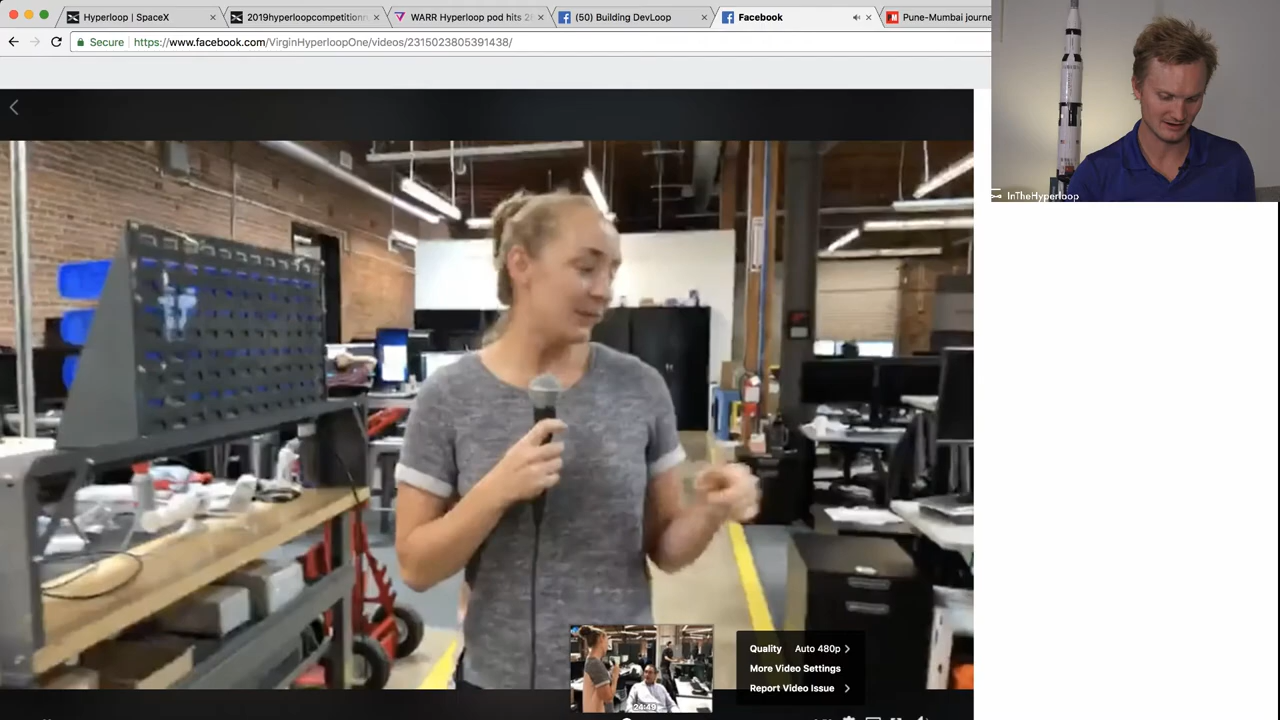 Hyperloop | SpaceX
2019hyperloopcompetition
WARR Hyperloop pod hits 2
(50) Building DevLoop
Facebook
Pune-Mumbai journe
Secure
https://www.facebook.com/VirginHyperloopOne/videos/2315023805391438/
InTheHyperloop
Quality Auto 480p
More Video Settings
Report Video Issue
24:49